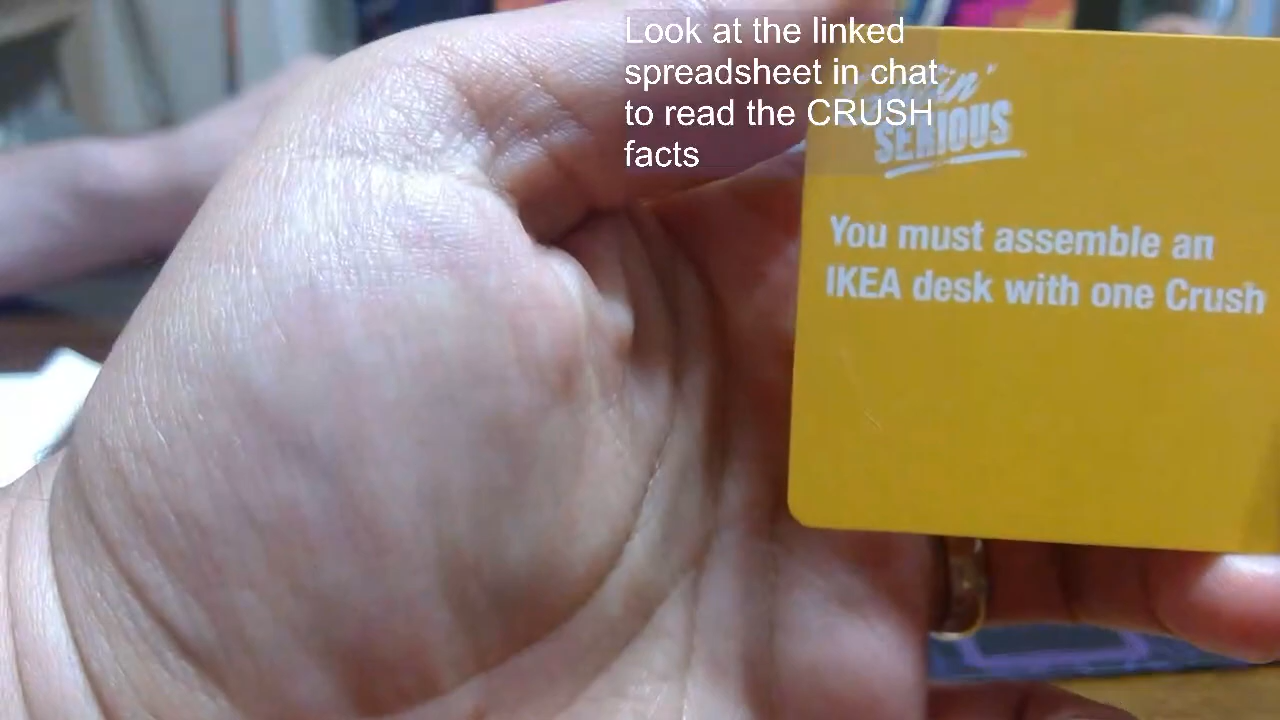 Look at the linked
spreadsheet in chat
to read the CRUSH
facts
SERIOUS
You must assemble an
IKEA desk with one Crush